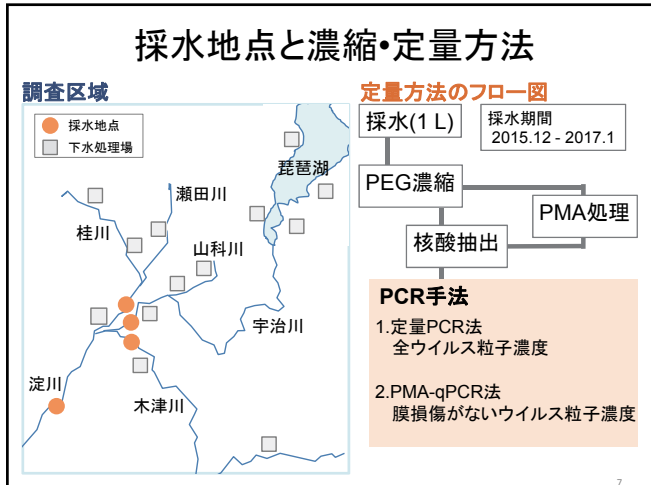 採水地点と濃縮・定量方法
調査区域
採水地点
下水処理場
琵琶湖
瀬田川
桂川
山科川
宇治川
淀川
木津川
定量方法のフロー図
採水(1 L)
採水期間
2015.12 - 2017.1
PEG濃縮
PMA処理
核酸抽出
PCR手法
1.定量PCR法
全ウイルス粒子濃度
2.PMA-qPCR法
膜損傷がないウイルス粒子濃度
7